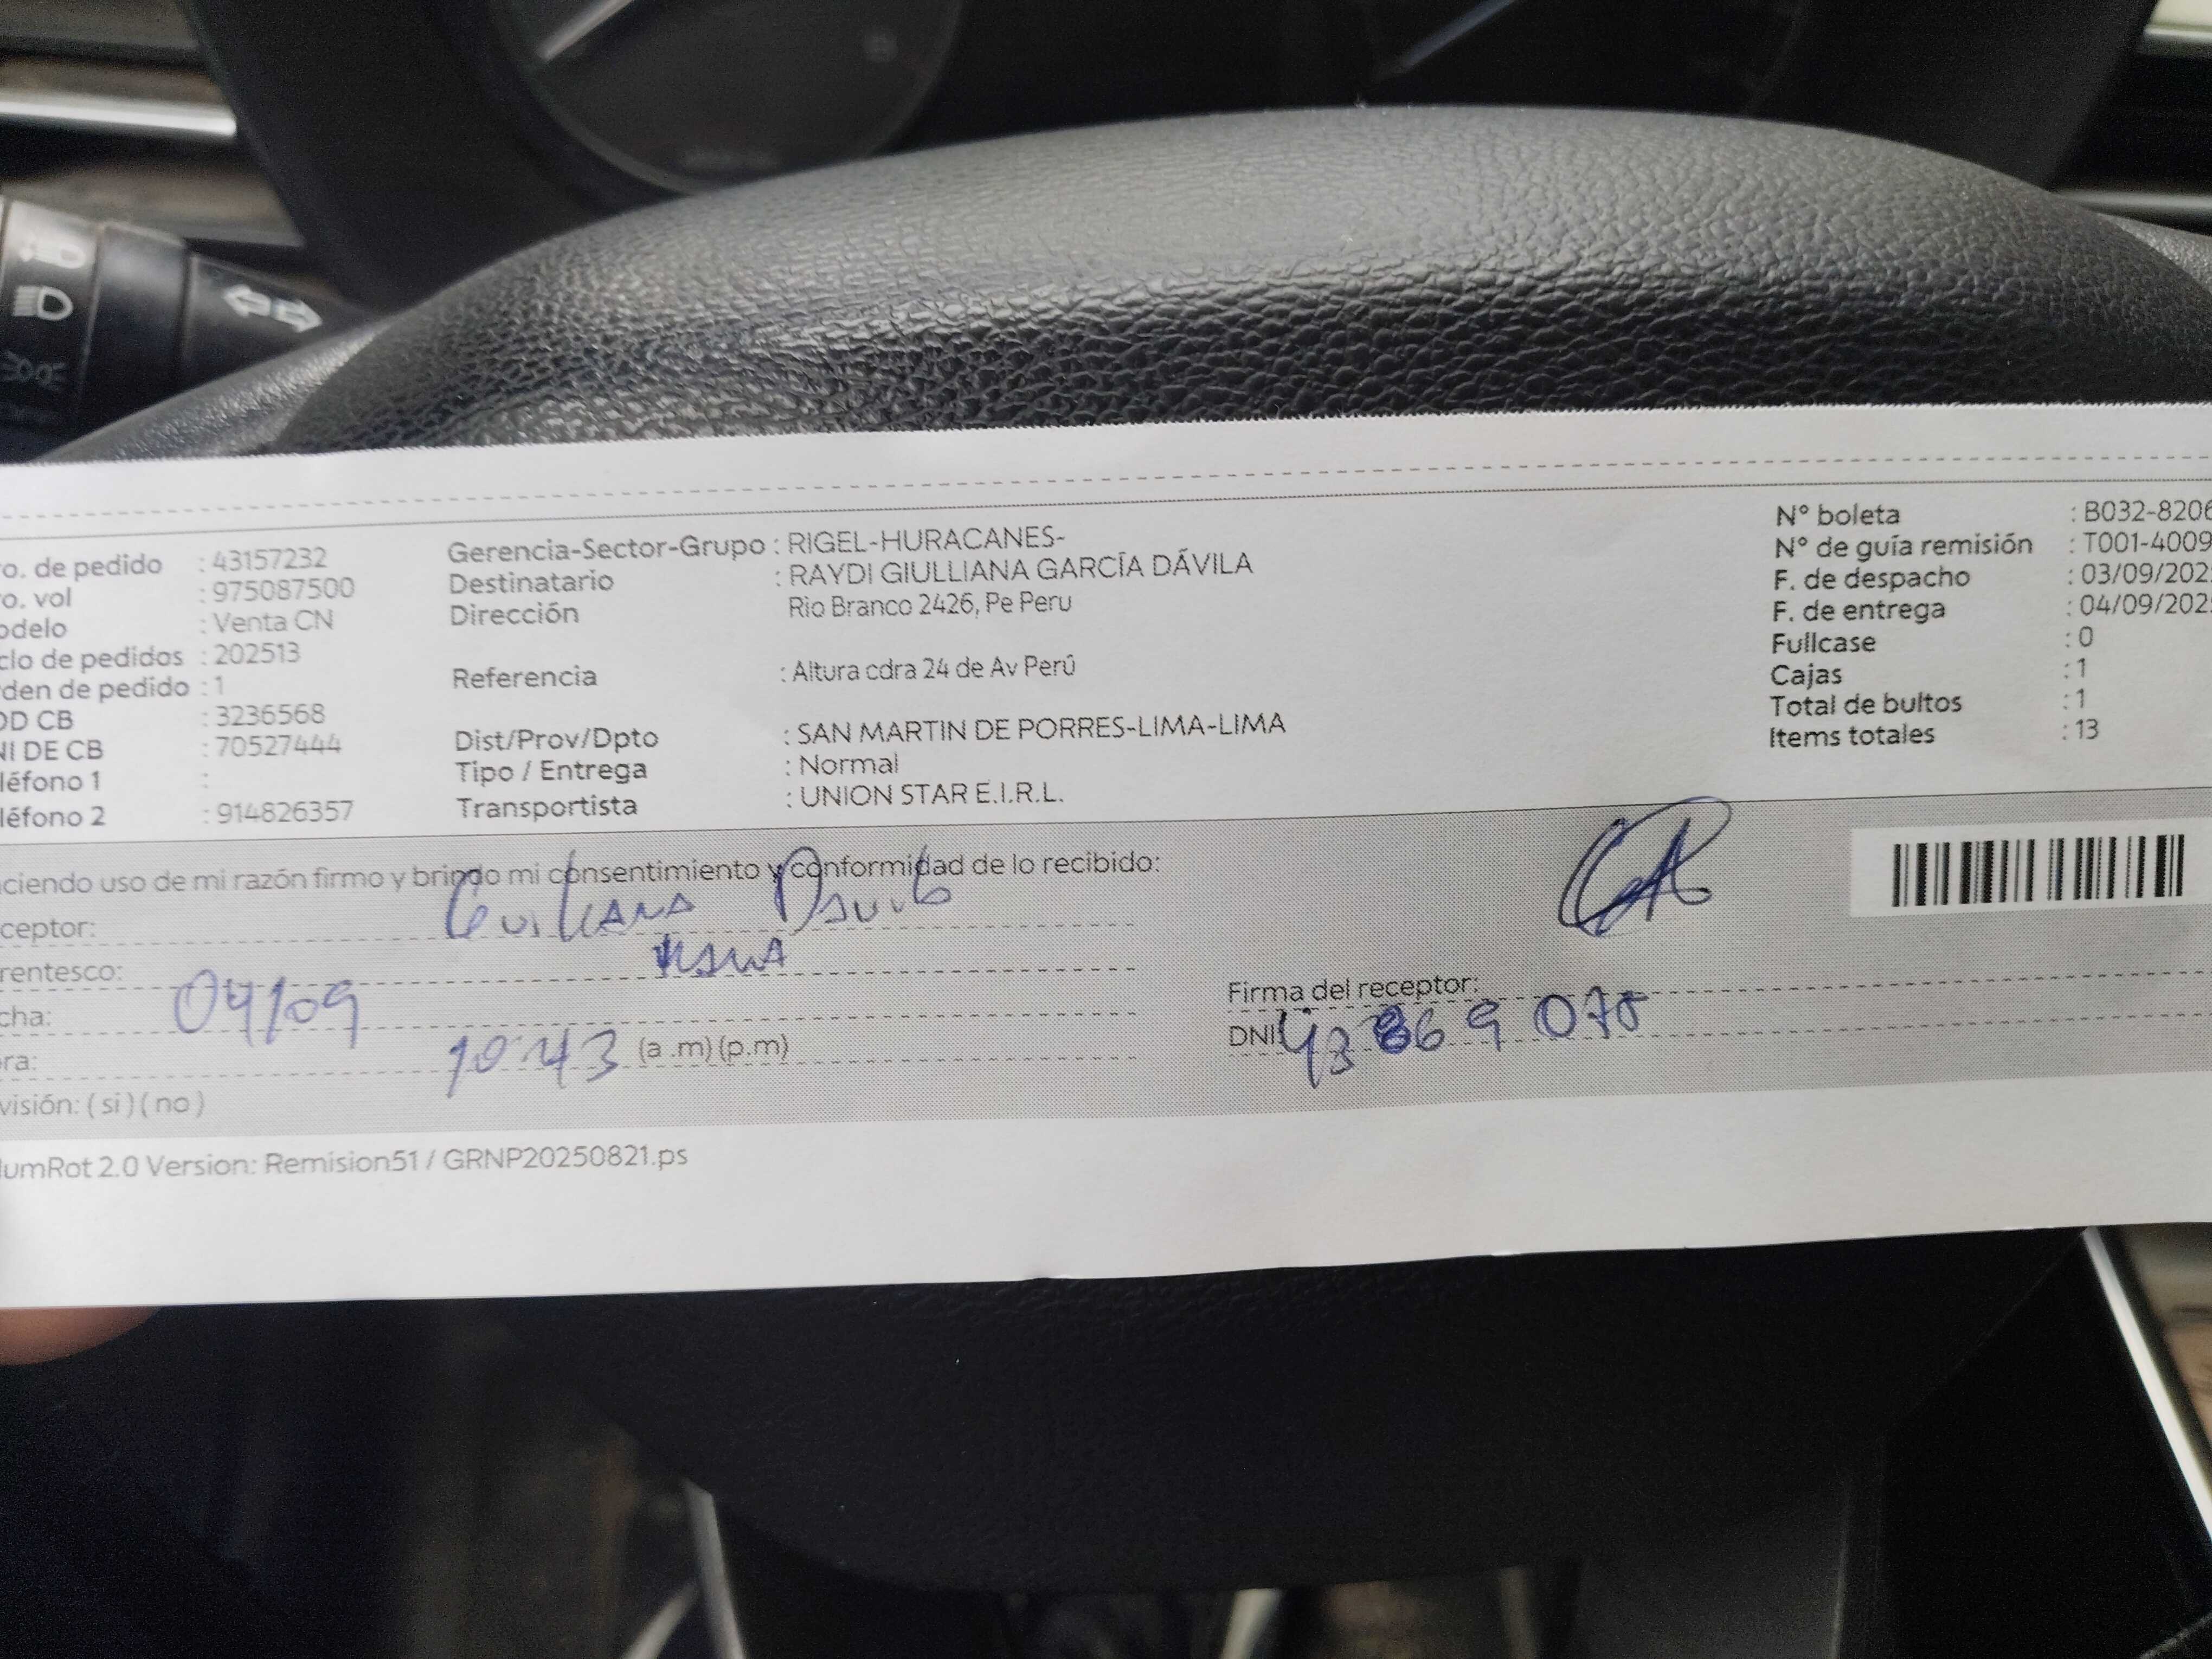 ro. de pedido : 43157232
ro. vol : 975087500
odelo : Venta CN
clo de pedidos : 202513
rden de pedido : 1
OD CB : 3236568
NI DE CB : 70527444
léfono 1 :
léfono 2 : 914826357
Gerencia-Sector-Grupo : RIGEL-HURACANES-
Destinatario : RAYDI GIULLIANA GARCÍA DÁVILA
Dirección Rio Branco 2426, Pe Peru
Referencia : Altura cdra 24 de Av Perú
Dist/Prov/Dpto : SAN MARTIN DE PORRES-LIMA-LIMA
Tipo / Entrega : Normal
Transportista : UNION STAR E.I.R.L.
N° boleta : B032-8206
N° de guía remisión : T001-4009
F. de despacho : 03/09/202
F. de entrega : 04/09/202
Fullcase : 0
Cajas : 1
Total de bultos : 1
Items totales : 13
ciendo uso de mi razón firmo y brindo mi consentimiento y conformidad de lo recibido:
ceptor: Davila
rentesco:
cha: 04/09
ra: 10:43 (a .m) (p.m)
visión: ( si ) ( no )
Firma del receptor:
DNI
umRot 2.0 Version: Remision51 / GRNP20250821.ps